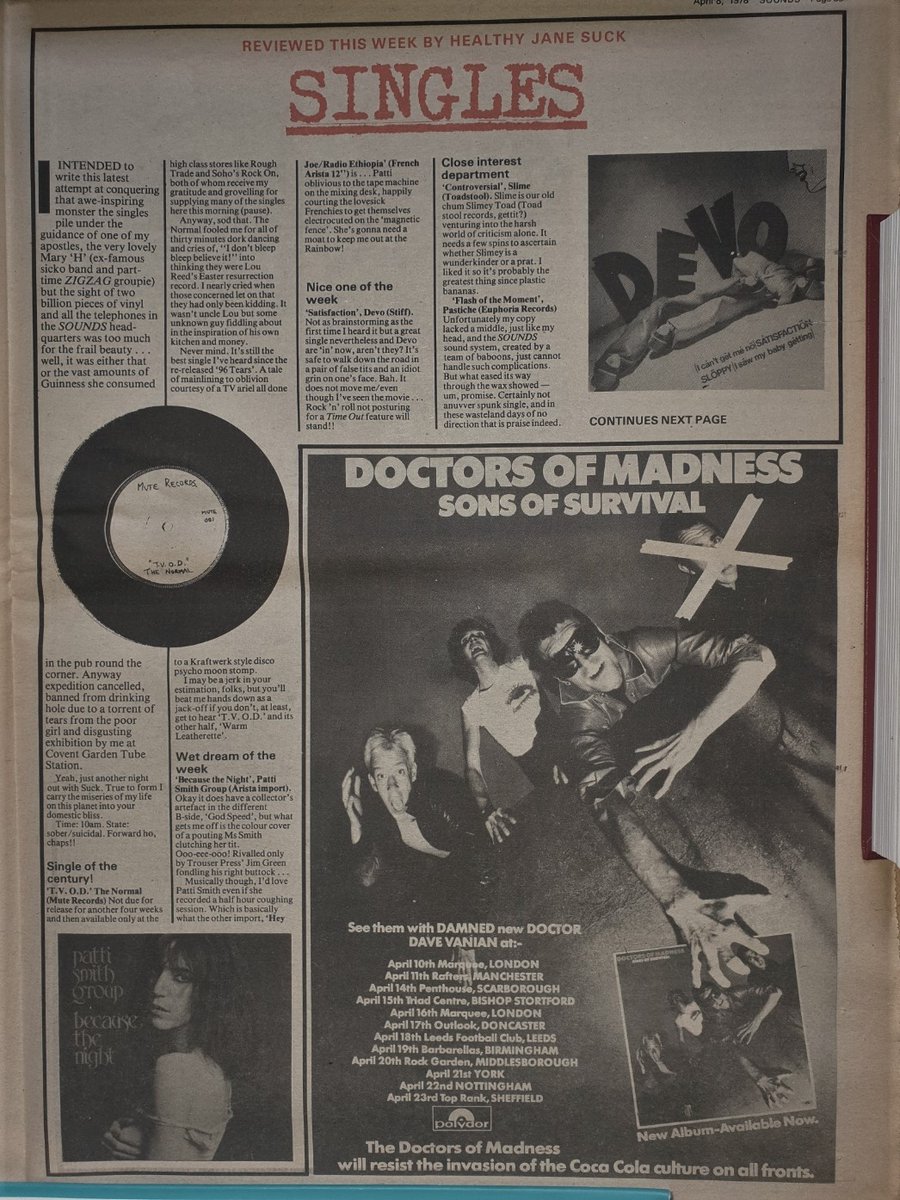 April 8, 1978 SOUNDS Page
REVIEWED THIS WEEK BY HEALTHY JANE SUCK
SINGLES
I INTENDED to
write this latest
attempt at conquering
that awe-inspiring
monster the singles
pile under the
guidance of one of my
apostles, the very lovely
Mary 'H' (ex-famous
sicko band and part-
time ZIGZAG groupie)
but the sight of two
billion pieces of vinyl
and all the telephones in
the SOUNDS head-
quarters was too much
for the frail beauty . . .
well, it was either that
or the vast amounts of
Guinness she consumed
MUTE RECORDS
MUTE
001
"T.V.O.D."
THE NORMAL
in the pub round the
corner. Anyway
expedition cancelled,
banned from drinking
hole due to a torrent of
tears from the poor
girl and disgusting
exhibition by me at
Covent Garden Tube
Station.
Yeah, just another night
out with Suck. True to form I
carry the miseries of my life
on this planet into your
domestic bliss.
Time: 10am. State:
sober/suicidal. Forward ho,
chaps!!
Single of the
century!
'T.V. O.D.' The Normal
(Mute Records) Not due for
release for another four weeks
and then available only at the
high class stores like Rough
Trade and Soho's Rock On,
both of whom receive my
gratitude and grovelling for
supplying many of the singles
here this morning (pause).
Anyway, sod that. The
Normal fooled me for all of
thirty minutes dork dancing
and cries of, "I don't bleep
bleep believe it!" into
thinking they were Lou
Reed's Easter resurrection
record. I nearly cried when
those concerned let on that
they had only been kidding. It
wasn't uncle Lou but some
unknown guy fiddling about
in the inspiration of his own
kitchen and money.
Never mind. It's still the
best single I've heard since the
re-released '96 Tears'. A tale
of mainlining to oblivion
courtesy of a TV ariel all done
to a Kraftwerk style disco
psycho moon stomp.
I may be a jerk in your
estimation, folks, but you'll
beat me hands down as a
jack-off if you don't, at least,
get to hear 'T.V. O.D.' and its
other half, 'Warm
Leatherette'.
Wet dream of the
week
'Because the Night', Patti
Smith Group (Arista import).
Okay it does have a collector's
artefact in the different
B-side, 'God Speed', but what
gets me off is the colour cover
of a pouting Ms Smith
clutching her tit.
Ooo-eee-ooo! Rivalled only
by Trouser Press' Jim Green
fondling his right buttock . . .
Musically though, I'd love
Patti Smith even if she
recorded a half hour coughing
session. Which is basically
what the other import, 'Hey
Joe/Radio Ethiopia' (French
Arista 12") is . . . Patti
oblivious to the tape machine
on the mixing desk, happily
courting the lovesick
Frenchies to get themselves
electrocuted on the 'magnetic
fence'. She's gonna need a
moat to keep me out at the
Rainbow!
Nice one of the
week
'Satisfaction', Devo (Stiff).
Not as brainstorming as the
first time I heard it but a great
single nevertheless and Devo
are 'in' now, aren't they? It's
safe to walk down the road in
a pair of false tits and an idiot
grin on one's face. Bah. It
does not move me/even
though I've seen the movie . . .
Rock 'n' roll not posturing
for a Time Out feature will
stand!!
Close interest
department
'Controversial', Slime
(Toadstool). Slime is our old
chum Slimey Toad (Toad
stool records, gettit?)
venturing into the harsh
world of criticism alone. It
needs a few spins to ascertain
whether Slimey is a
wunderkinder or a prat. I
liked it so it's probably the
greatest thing since plastic
bananas.
'Flash of the Moment',
Pastiche (Euphoria Records)
Unfortunately my copy
lacked a middle, just like my
head, and the SOUNDS
sound system, created by a
team of baboons, just cannot
handle such complications.
But what eased its way
through the wax showed —
um, promise. Certainly not
anuvver spunk single, and in
these wasteland days of no
direction that is praise indeed.
DEVO
(I can't get me no) SATISFACTION
SLOPPY (I saw my baby getting)
CONTINUES NEXT PAGE
patti
smith
group
because
the
night
DOCTORS OF MADNESS
SONS OF SURVIVAL
See them with DAMNED new DOCTOR
DAVE VANIAN at:-
April 10th Marquee, LONDON
April 11th Rafters, MANCHESTER
April 14th Penthouse, SCARBOROUGH
April 15th Triad Centre, BISHOP STORTFORD
April 16th Marquee, LONDON
April 17th Outlook, DONCASTER
April 18th Leeds Football Club, LEEDS
April 19th Barbarellas, BIRMINGHAM
April 20th Rock Garden, MIDDLESBOROUGH
April 21st YORK
April 22nd NOTTINGHAM
April 23rd Top Rank, SHEFFIELD
polydor
DOCTORS OF MADNESS
SONS OF SURVIVAL
New Album-Available Now.
The Doctors of Madness
will resist the invasion of the Coca Cola culture on all fronts.